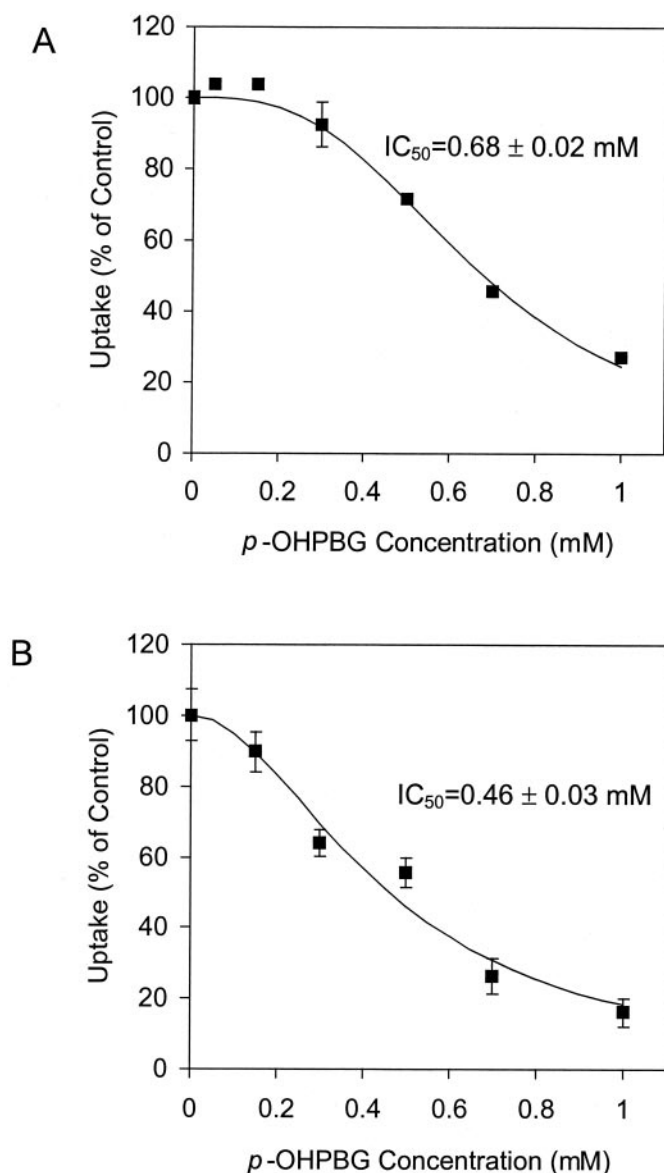 A
120
100
80
60
40
20
0
Uptake (% of Control)
IC₅₀=0.68 ± 0.02 mM
0 0.2 0.4 0.6 0.8 1
p-OHPBG Concentration (mM)
B
120
100
80
60
40
20
0
Uptake (% of Control)
IC₅₀=0.46 ± 0.03 mM
0 0.2 0.4 0.6 0.8 1
p-OHPBG Concentration (mM)